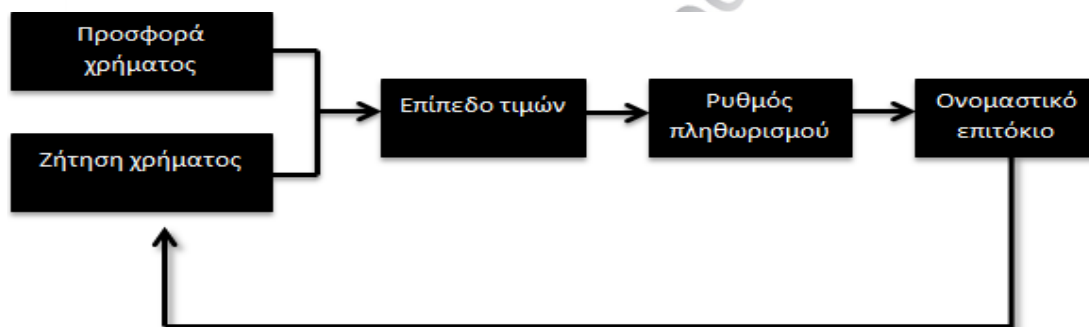 Προσφορά
χρήματος
Ζήτηση χρήματος
Επίπεδο τιμών
Ρυθμός
πληθωρισμού
Ονομαστικό
επιτόκιο